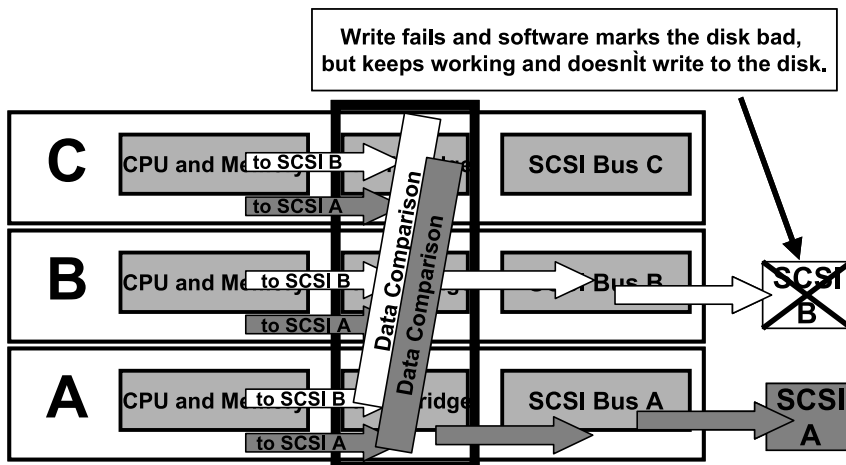 Write fails and software marks the disk bad,
but keeps working and doesnìt write to the disk.
C
CPU and Me
to SCSI B
to SCSI A
SCSI Bus C
B
CPU and Me
to SCSI B
to SCSI A
SCSI Bus B
SCSI
B
A
CPU and Me
to SCSI B
to SCSI A
ridge
SCSI Bus A
SCSI
A
Data Comparison
Data Comparison